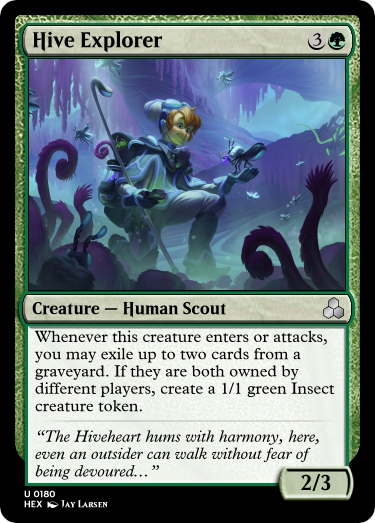 Hive Explorer 3
Creature — Human Scout
Whenever this creature enters or attacks,
you may exile up to two cards from a
graveyard. If they are both owned by
different players, create a 1/1 green Insect
creature token.
“The Hiveheart hums with harmony, here,
even an outsider can walk without fear of
being devoured…”
2/3
U 0180
HEX Jay Larsen